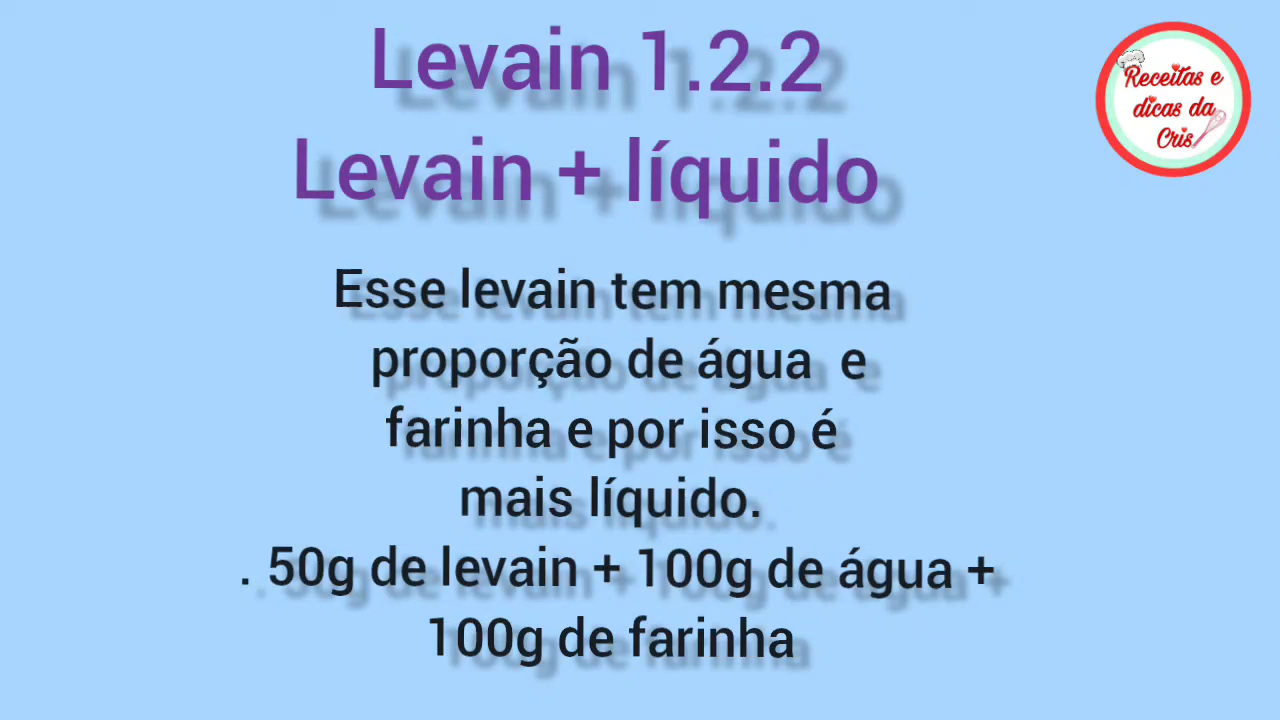 Levain 1.2.2
Levain + líquido
Receitas e
dicas da
Cris
Esse levain tem mesma
proporção de água e
farinha e por isso é
mais líquido.
. 50g de levain + 100g de água +
100g de farinha